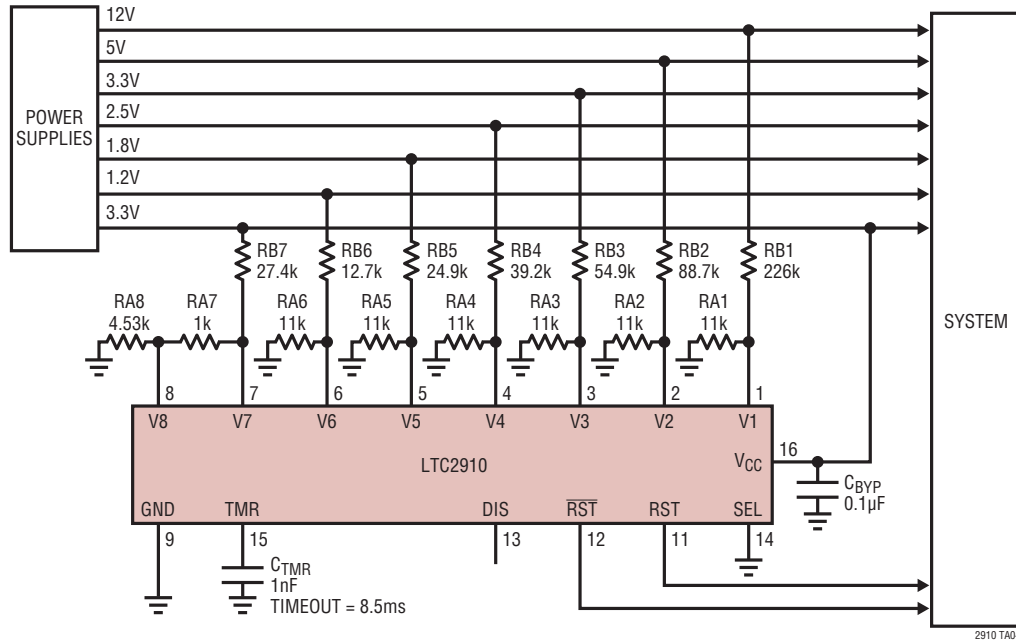 12V
5V
3.3V
2.5V
1.8V
1.2V
3.3V
POWER
SUPPLIES
SYSTEM
RB7
27.4k
RB6
12.7k
RB5
24.9k
RB4
39.2k
RB3
54.9k
RB2
88.7k
RB1
226k
RA8
4.53k
RA7
1k
RA6
11k
RA5
11k
RA4
11k
RA3
11k
RA2
11k
RA1
11k
8 7 6 5 4 3 2 1
V8 V7 V6 V5 V4 V3 V2 V1
LTC2910
VCC
16
CBYP
0.1µF
GND TMR DIS RST RST SEL
9 15 13 12 11 14
CTMR
1nF
TIMEOUT = 8.5ms